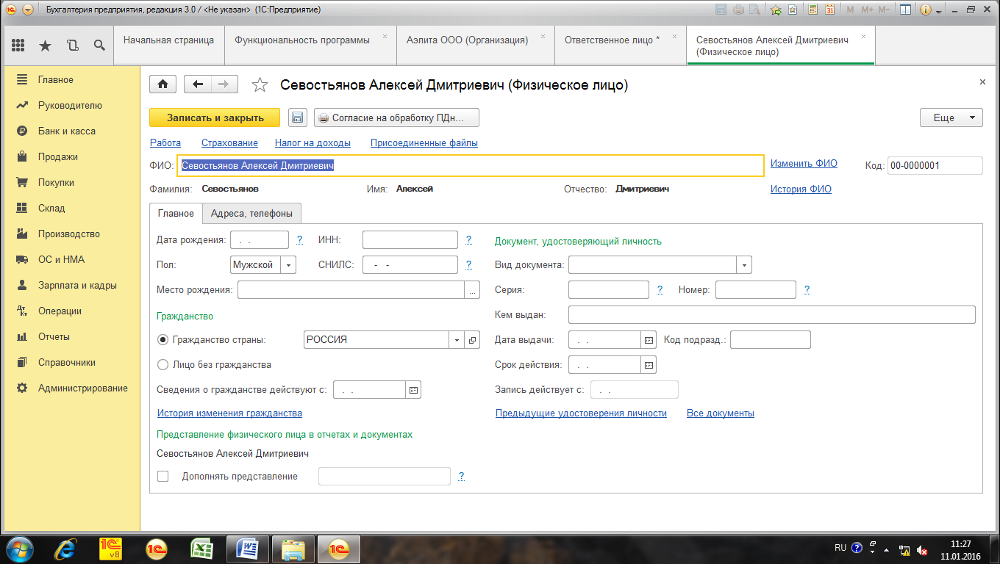 Бухгалтерия предприятия, редакция 3.0 / <Не указан> (1С:Предприятие)
M M+ M-
Начальная страница
Функциональность программы ×
Аэлита ООО (Организация) ×
Ответственное лицо * ×
Севостьянов Алексей Дмитриевич
(Физическое лицо) ×
Главное
Руководителю
Банк и касса
Продажи
Покупки
Склад
Производство
ОС и НМА
Зарплата и кадры
Дт Кт Операции
Отчеты
Справочники
Администрирование
Севостьянов Алексей Дмитриевич (Физическое лицо) ×
Записать и закрыть Согласие на обработку ПДн... Еще
Работа Страхование Налог на доходы Присоединенные файлы
ФИО: Севостьянов Алексей Дмитриевич Изменить ФИО Код: 00-0000001
Фамилия: Севостьянов Имя: Алексей Отчество: Дмитриевич История ФИО
Главное Адреса, телефоны
Дата рождения: . . ? ИНН: ? Документ, удостоверяющий личность
Пол: Мужской СНИЛС: - - ? Вид документа:
Место рождения: ... Серия: ? Номер: ?
Гражданство Кем выдан:
Гражданство страны: РОССИЯ Дата выдачи: . . Код подразд.:
Лицо без гражданства Срок действия: . .
Сведения о гражданстве действуют с: . . Запись действует с: . .
История изменения гражданства Предыдущие удостоверения личности Все документы
Представление физического лица в отчетах и документах
Севостьянов Алексей Дмитриевич
Дополнять представление ?
1С v8 1С W 1С RU ? 11:27
11.01.2016